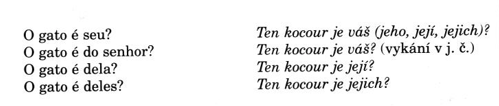 O gato é seu? Ten kocour je váš (jeho, její, jejich)?
O gato é do senhor? Ten kocour je váš? (vykání v j. č.)
O gato é dela? Ten kocour je její?
O gato é deles? Ten kocour je jejich?